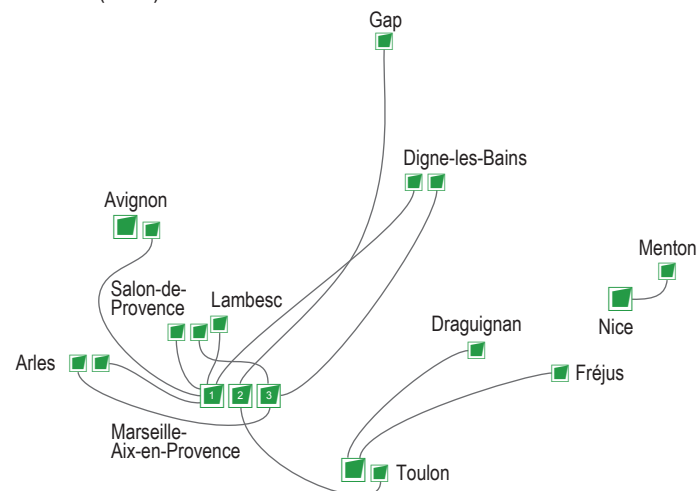 Gap
Digne-les-Bains
Avignon
Menton
Salon-de-
Provence
Lambesc
Nice
Draguignan
Arles
Fréjus
1 2 3
Marseille-
Aix-en-Provence
Toulon